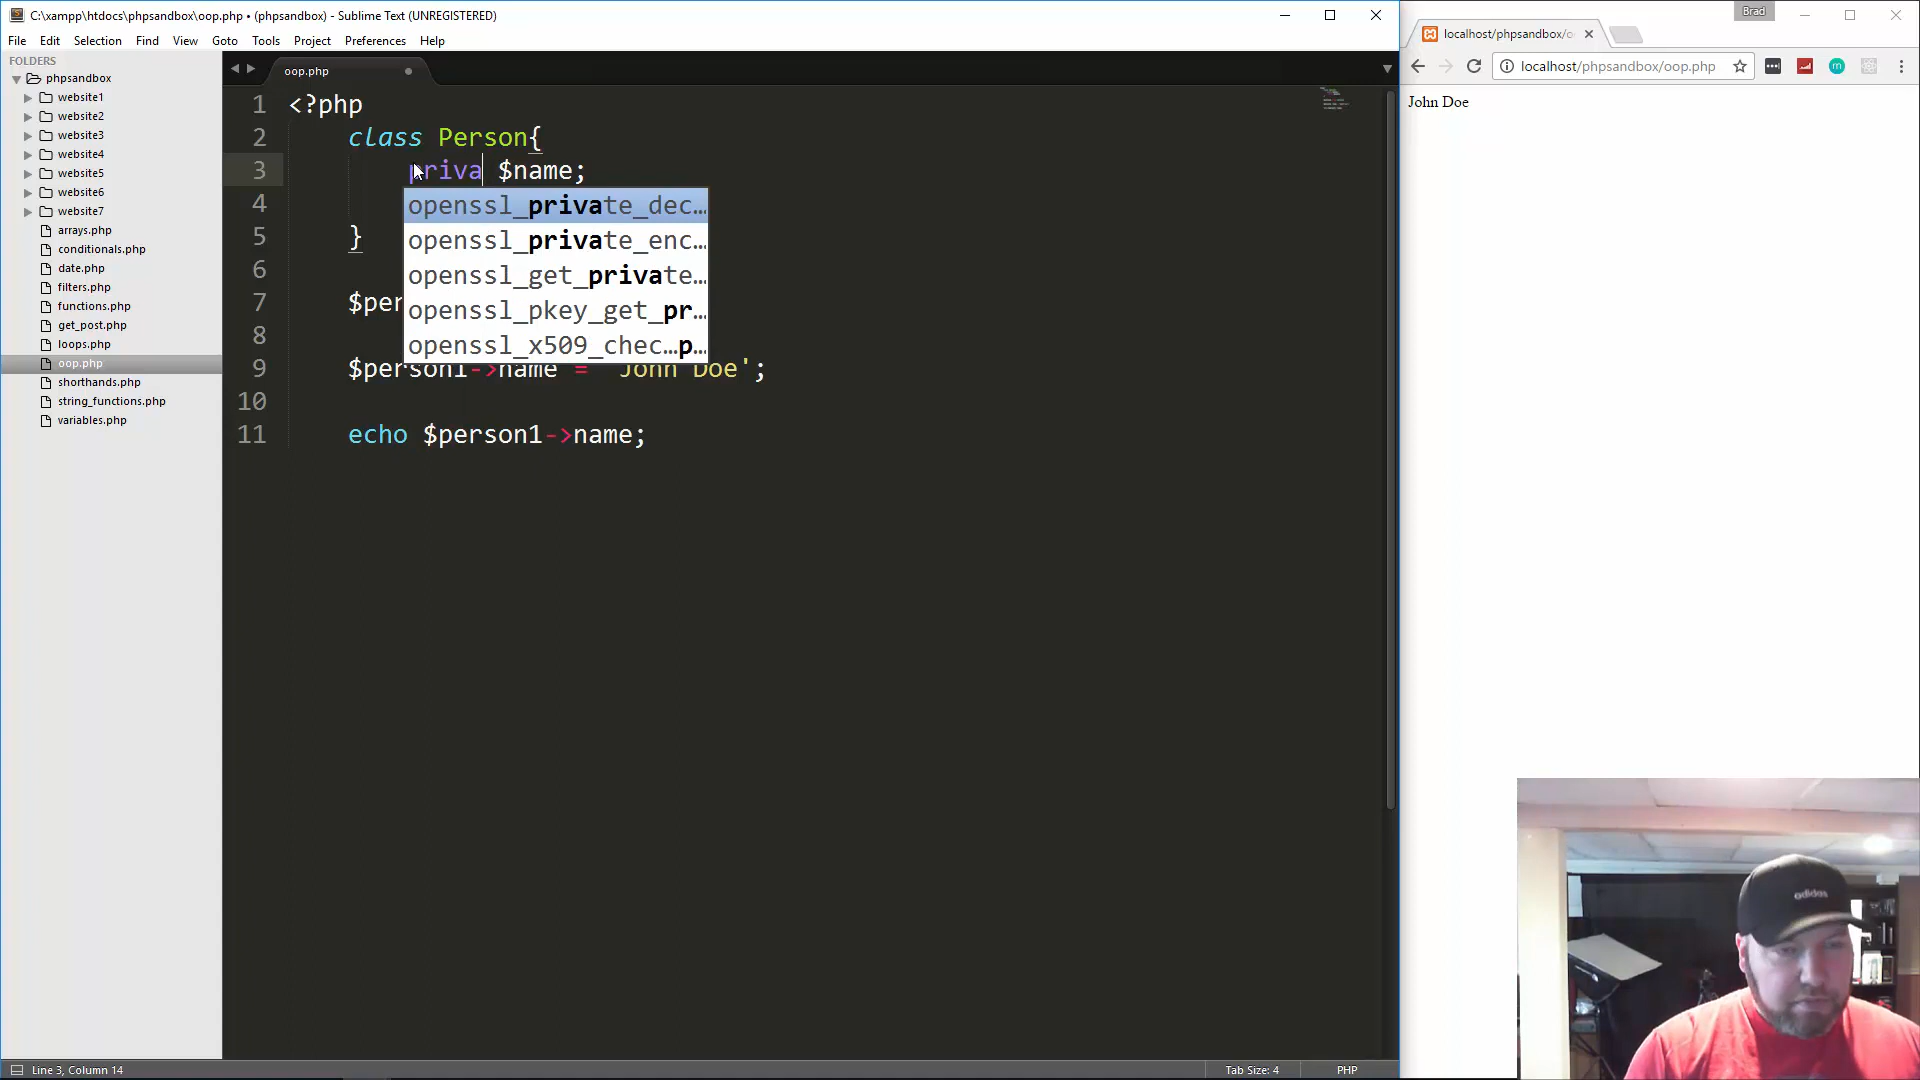 C:\xampp\htdocs\phpsandbox\oop.php • (phpsandbox) - Sublime Text (UNREGISTERED)
File Edit Selection Find View Goto Tools Project Preferences Help
FOLDERS
phpsandbox
website1
website2
website3
website4
website5
website6
website7
arrays.php
conditionals.php
date.php
filters.php
functions.php
get_post.php
loops.php
oop.php
shorthands.php
string_functions.php
variables.php
oop.php
1 <?php
2 class Person{
3 priva $name;
openssl_private_dec…
4
openssl_private_enc…
5 }
openssl_get_private…
6
7 $per
openssl_pkey_get_pr…
8
openssl_x509_chec…p…
9 $person1->name = 'John Doe';
10
11 echo $person1->name;
Line 3, Column 14
Tab Size: 4
PHP
Brad
localhost/phpsandbox/o
localhost/phpsandbox/oop.php
John Doe
adidas